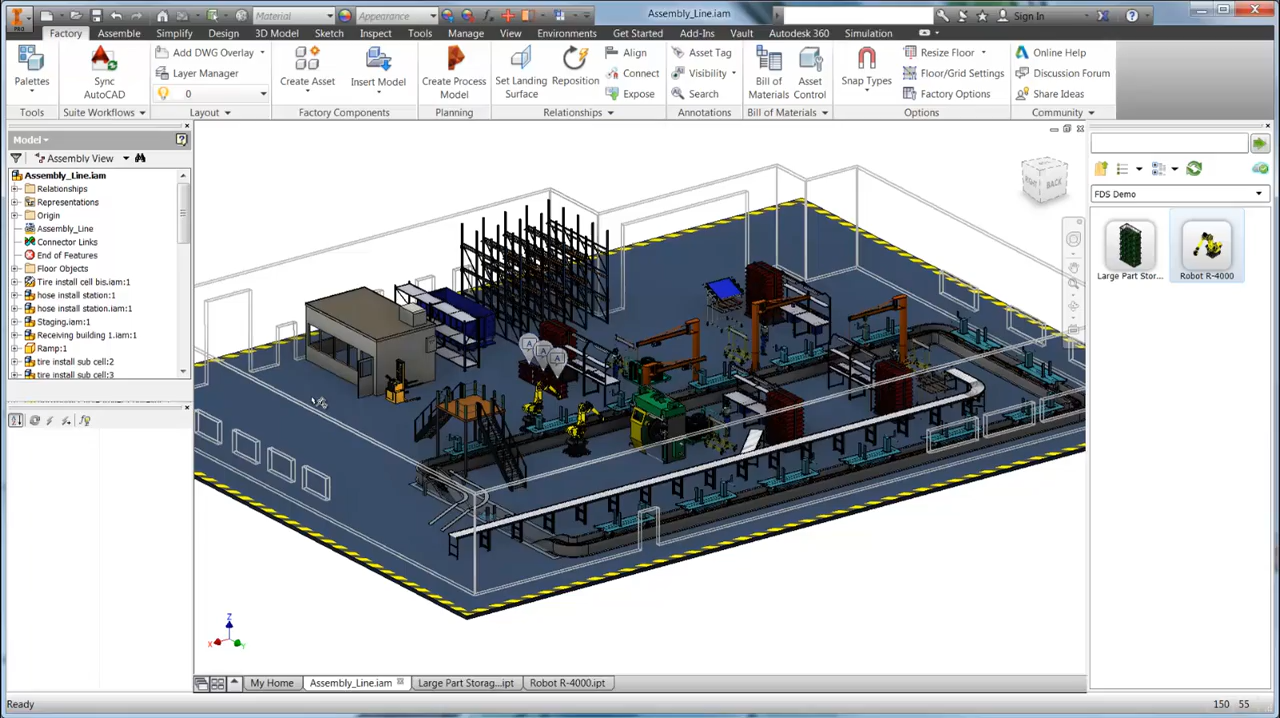 PRO
Material
Appearance
Assembly_Line.iam
Sign In
Factory
Assemble
Simplify
Design
3D Model
Sketch
Inspect
Tools
Manage
View
Environments
Get Started
Add-Ins
Vault
Autodesk 360
Simulation
Palettes
Sync
AutoCAD
Add DWG Overlay
Layer Manager
0
Create Asset
Insert Model
Create Process
Model
Set Landing
Surface
Reposition
Align
Connect
Expose
Asset Tag
Visibility
Search
Bill of
Materials
Asset
Control
Snap Types
Resize Floor
Floor/Grid Settings
Factory Options
Online Help
Discussion Forum
Share Ideas
Tools
Suite Workflows
Layout
Factory Components
Planning
Relationships
Annotations
Bill of Materials
Options
Community
Model
Assembly View
Assembly_Line.iam
Relationships
Representations
Origin
Assembly_Line
Connector Links
End of Features
Floor Objects
Tire install cell bis.iam:1
hose install station:1
hose install station.iam:1
Staging.iam:1
Receiving building 1.iam:1
Ramp:1
tire install sub cell:2
tire install sub cell:3
RIGHT
BACK
A
A
A
Z
X
Y
FDS Demo
Large Part Stor...
Robot R-4000
My Home
Assembly_Line.iam
Large Part Storag...ipt
Robot R-4000.ipt
Ready
150
55